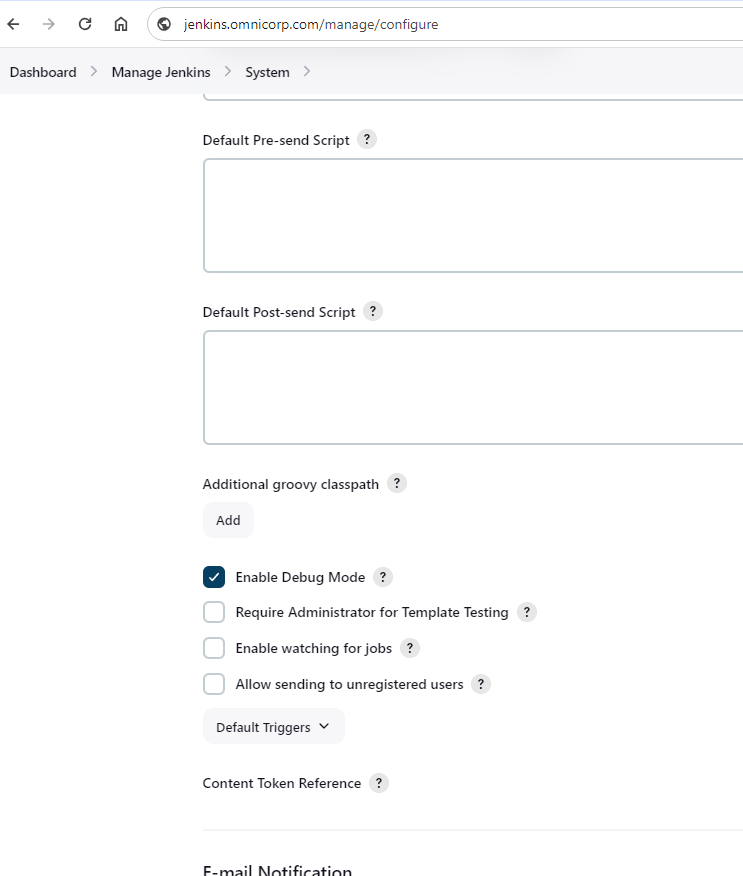 jenkins.omnicorp.com/manage/configure
Dashboard > Manage Jenkins > System >
Default Pre-send Script ?
Default Post-send Script ?
Additional groovy classpath ?
Add
Enable Debug Mode ?
Require Administrator for Template Testing ?
Enable watching for jobs ?
Allow sending to unregistered users ?
Default Triggers
Content Token Reference ?
E-mail Notification